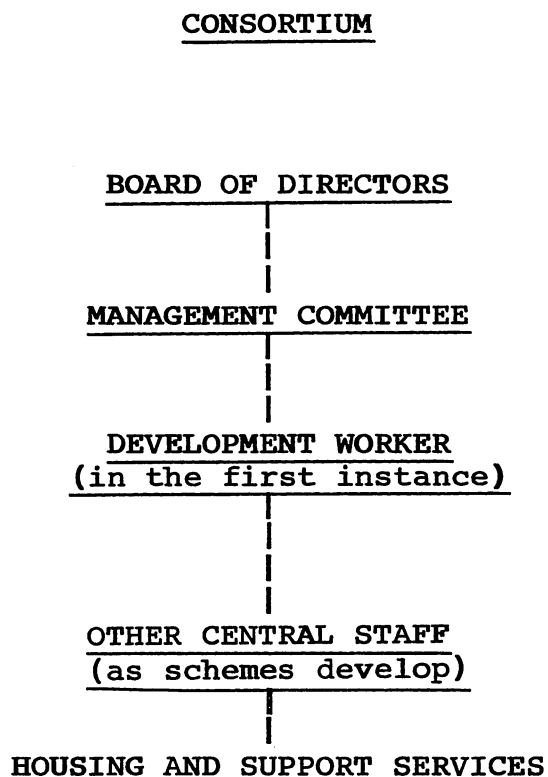 CONSORTIUM
BOARD OF DIRECTORS
MANAGEMENT COMMITTEE
DEVELOPMENT WORKER
(in the first instance)
OTHER CENTRAL STAFF
(as schemes develop)
HOUSING AND SUPPORT SERVICES